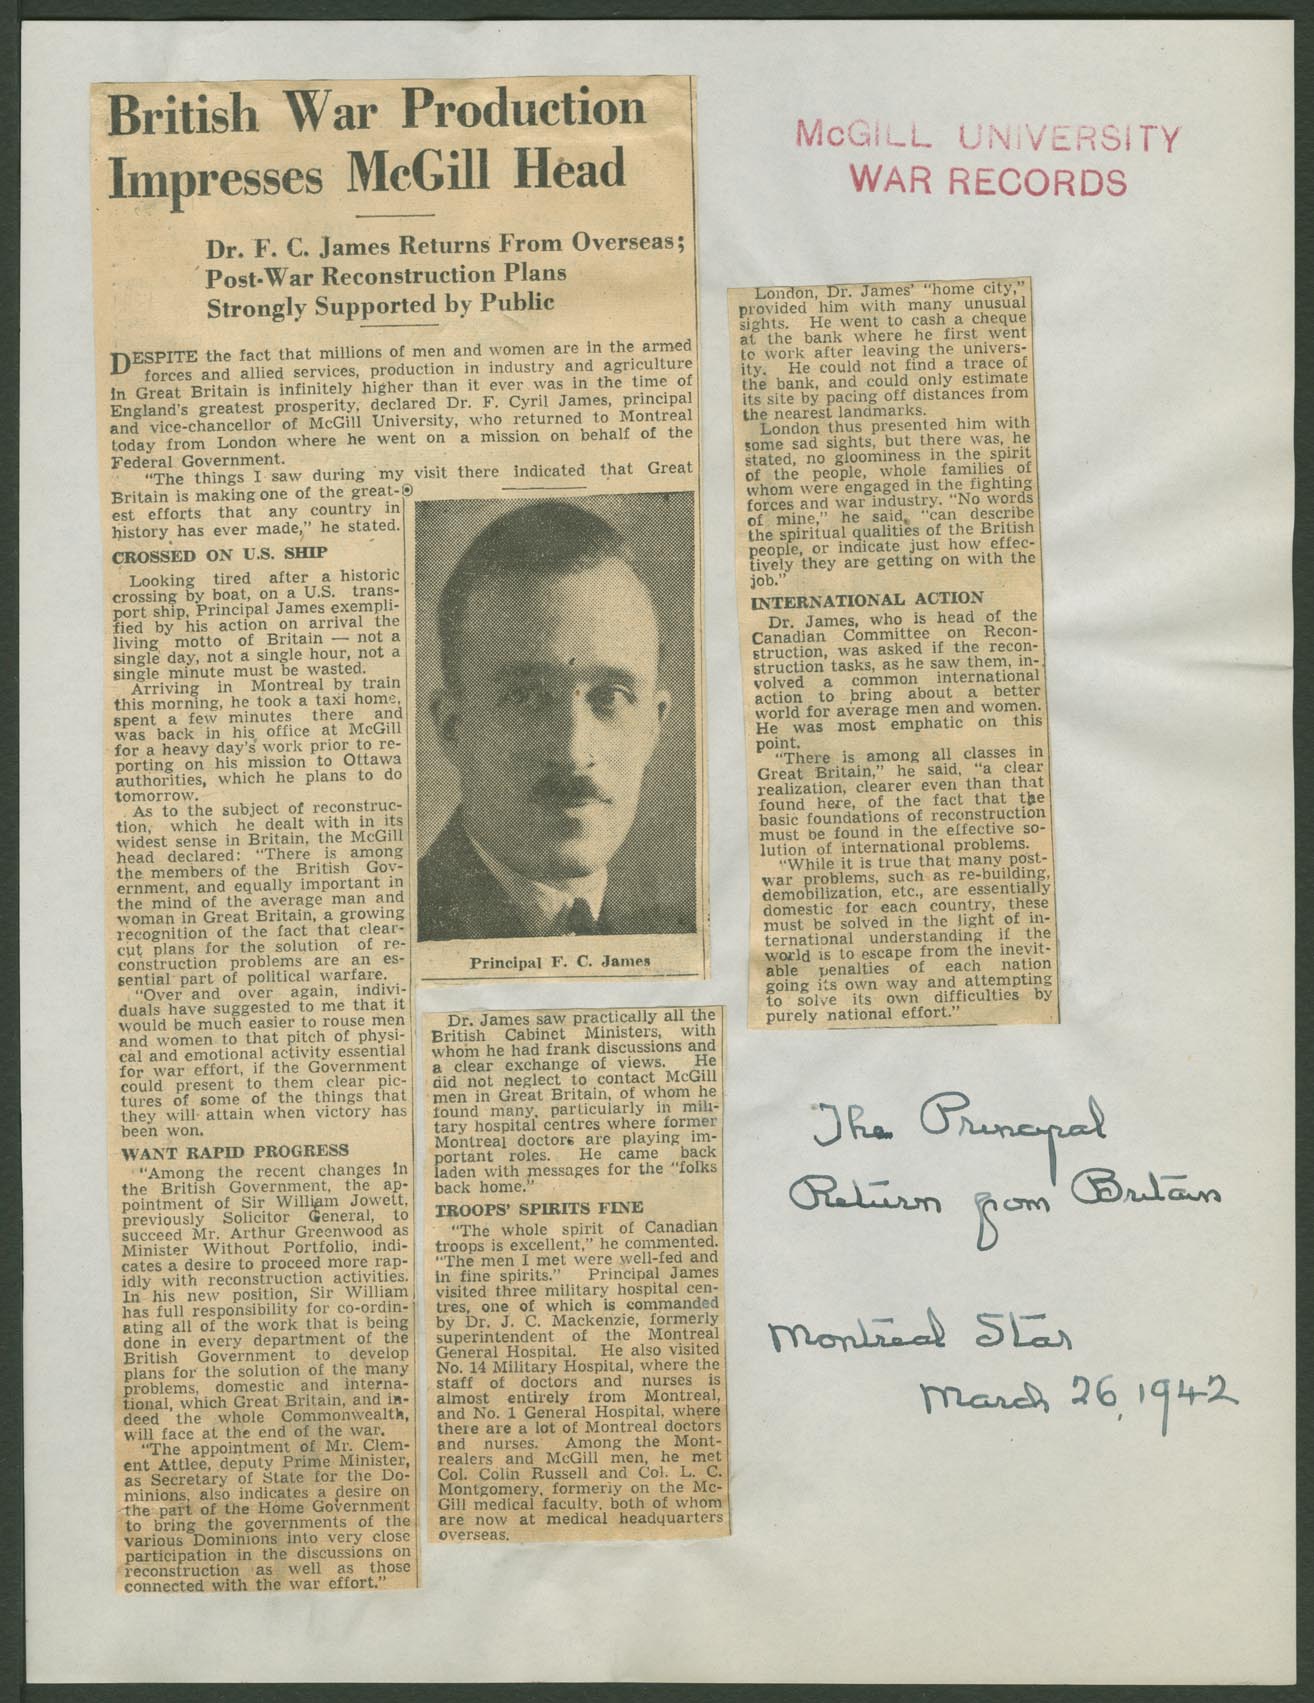 British War Production
Impresses McGill Head
Dr. F. C. James Returns From Overseas;
Post-War Reconstruction Plans
Strongly Supported by Public
DESPITE the fact that millions of men and women are in the armed
forces and allied services, production in industry and agriculture
in Great Britain is infinitely higher than it ever was in the time of
England's greatest prosperity, declared Dr. F. Cyril James, principal
and vice-chancellor of McGill University, who returned to Montreal
today from London where he went on a mission on behalf of the
Federal Government.
"The things I saw during my visit there indicated that Great
Britain is making one of the great-
est efforts that any country in
history has ever made," he stated.
CROSSED ON U.S. SHIP
Looking tired after a historic
crossing by boat, on a U.S. trans-
port ship, Principal James exempli-
fied by his action on arrival the
living motto of Britain — not a
single day, not a single hour, not a
single minute must be wasted.
Arriving in Montreal by train
this morning, he took a taxi home,
spent a few minutes there and
was back in his office at McGill
for a heavy day's work prior to re-
porting on his mission to Ottawa
authorities, which he plans to do
tomorrow.
As to the subject of reconstruc-
tion, which he dealt with in its
widest sense in Britain, the McGill
head declared: "There is among
the members of the British Gov-
ernment, and equally important in
the mind of the average man and
woman in Great Britain, a growing
recognition of the fact that clear-
cut plans for the solution of re-
construction problems are an es-
sential part of political warfare.
"Over and over again, indivi-
duals have suggested to me that it
would be much easier to rouse men
and women to that pitch of physi-
cal and emotional activity essential
for war effort, if the Government
could present to them clear pic-
tures of some of the things that
they will attain when victory has
been won.
WANT RAPID PROGRESS
"Among the recent changes in
the British Government, the ap-
pointment of Sir William Jowett,
previously Solicitor General, to
succeed Mr. Arthur Greenwood as
Minister Without Portfolio, indi-
cates a desire to proceed more rap-
idly with reconstruction activities.
In his new position, Sir William
has full responsibility for co-ordin-
ating all of the work that is being
done in every department of the
British Government to develop
plans for the solution of the many
problems, domestic and interna-
tional, which Great Britain, and in-
deed the whole Commonwealth,
will face at the end of the war.
"The appointment of Mr. Clem-
ent Attlee, deputy Prime Minister,
as Secretary of State for the Do-
minions, also indicates a desire on
the part of the Home Government
to bring the governments of the
various Dominions into very close
participation in the discussions on
reconstruction as well as those
connected with the war effort."
Principal F. C. James
Dr. James saw practically all the
British Cabinet Ministers, with
whom he had frank discussions and
a clear exchange of views. He
did not neglect to contact McGill
men in Great Britain, of whom he
found many, particularly in mili-
tary hospital centres where former
Montreal doctors are playing im-
portant roles. He came back
laden with messages for the "folks
back home."
TROOPS' SPIRITS FINE
"The whole spirit of Canadian
troops is excellent," he commented.
"The men I met were well-fed and
in fine spirits." Principal James
visited three military hospital cen-
tres, one of which is commanded
by Dr. J. C. Mackenzie, formerly
superintendent of the Montreal
General Hospital. He also visited
No. 14 Military Hospital, where the
staff of doctors and nurses is
almost entirely from Montreal,
and No. 1 General Hospital, where
there are a lot of Montreal doctors
and nurses. Among the Mont-
realers and McGill men, he met
Col. Colin Russell and Col. L. C.
Montgomery, formerly on the Mc-
Gill medical faculty, both of whom
are now at medical headquarters
overseas.
McGILL UNIVERSITY
WAR RECORDS
London, Dr. James' "home city,"
provided him with many unusual
sights. He went to cash a cheque
at the bank where he first went
to work after leaving the univers-
ity. He could not find a trace of
the bank, and could only estimate
its site by pacing off distances from
the nearest landmarks.
London thus presented him with
some sad sights, but there was, he
stated, no gloominess in the spirit
of the people, whole families of
whom were engaged in the fighting
forces and war industry. "No words
of mine," he said, "can describe
the spiritual qualities of the British
people, or indicate just how effec-
tively they are getting on with the
job."
INTERNATIONAL ACTION
Dr. James, who is head of the
Canadian Committee on Recon-
struction, was asked if the recon-
struction tasks, as he saw them, in-
volved a common international
action to bring about a better
world for average men and women.
He was most emphatic on this
point.
"There is among all classes in
Great Britain," he said, "a clear
realization, clearer even than that
found here, of the fact that the
basic foundations of reconstruction
must be found in the effective so-
lution of international problems.
"While it is true that many post-
war problems, such as re-building,
demobilization, etc., are essentially
domestic for each country, these
must be solved in the light of in-
ternational understanding if the
world is to escape from the inevit-
able penalties of each nation
going its own way and attempting
to solve its own difficulties by
purely national effort."
The Principal
Return from Britain
Montreal Star
March 26, 1942